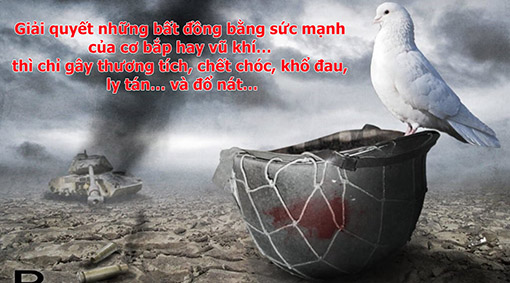 Giải quyết những bất đồng bằng sức mạnh
của cơ bắp hay vũ khí...
thì chỉ gây thương tích, chết chóc, khổ đau,
ly tán... và đổ nát...